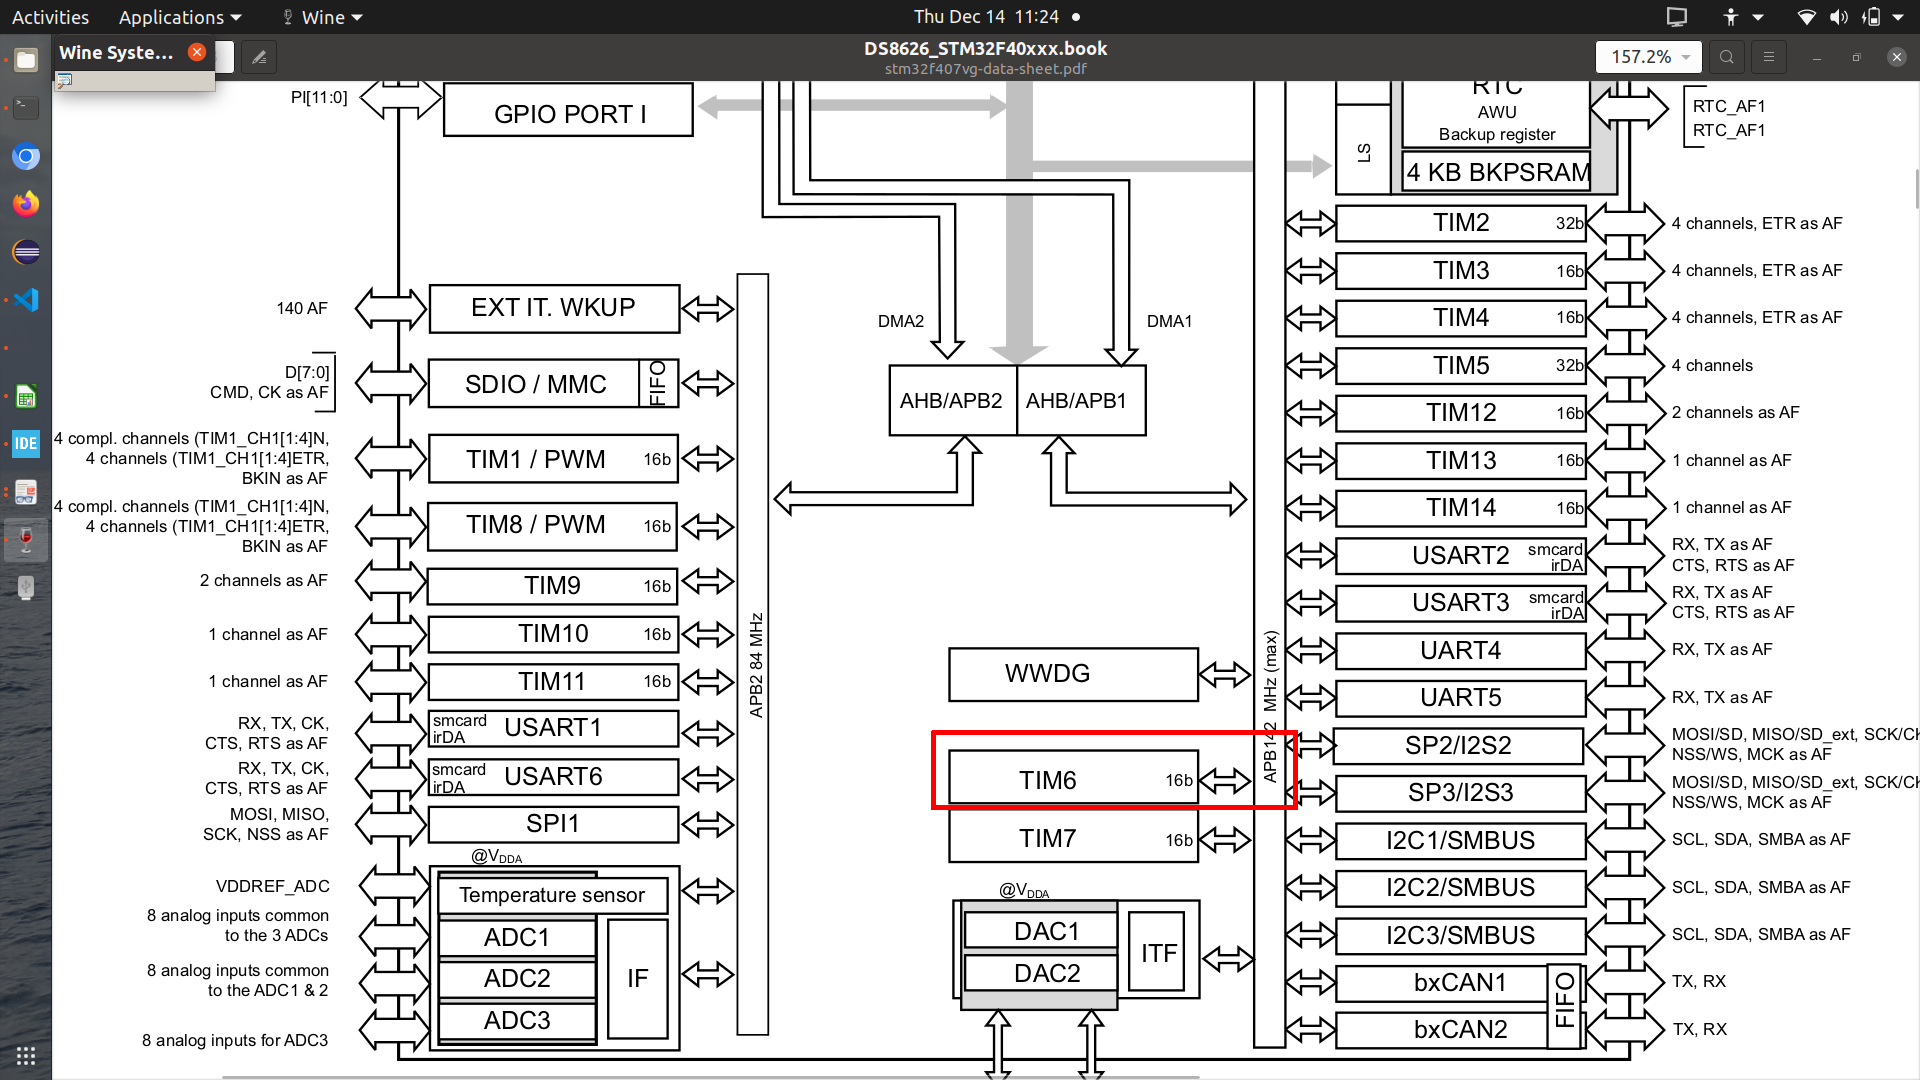 Activities
Applications
Wine
Thu Dec 14 11:24
Wine Syste...
DS8626_STM32F40xxx.book
stm32f407vg-data-sheet.pdf
157.2%
IDE
PI[11:0]
GPIO PORT I
140 AF
EXT IT. WKUP
D[7:0]
CMD, CK as AF
SDIO / MMC
FIFO
4 compl. channels (TIM1_CH1[1:4]N,
4 channels (TIM1_CH1[1:4]ETR,
BKIN as AF
TIM1 / PWM
16b
4 compl. channels (TIM1_CH1[1:4]N,
4 channels (TIM1_CH1[1:4]ETR,
BKIN as AF
TIM8 / PWM
16b
2 channels as AF
TIM9
16b
1 channel as AF
TIM10
16b
1 channel as AF
TIM11
16b
RX, TX, CK,
CTS, RTS as AF
smcard
irDA
USART1
RX, TX, CK,
CTS, RTS as AF
smcard
irDA
USART6
MOSI, MISO,
SCK, NSS as AF
SPI1
@VDDA
VDDREF_ADC
Temperature sensor
8 analog inputs common
to the 3 ADCs
ADC1
8 analog inputs common
to the ADC1 & 2
ADC2
8 analog inputs for ADC3
ADC3
IF
APB2 84 MHz
DMA2
DMA1
AHB/APB2
AHB/APB1
WWDG
TIM6
16b
TIM7
16b
@VDDA
DAC1
DAC2
ITF
APB142 MHz (max)
LS
RTC
AWU
Backup register
4 KB BKPSRAM
RTC_AF1
RTC_AF1
TIM2
32b
4 channels, ETR as AF
TIM3
16b
4 channels, ETR as AF
TIM4
16b
4 channels, ETR as AF
TIM5
32b
4 channels
TIM12
16b
2 channels as AF
TIM13
16b
1 channel as AF
TIM14
16b
1 channel as AF
USART2
smcard
irDA
RX, TX as AF
CTS, RTS as AF
USART3
smcard
irDA
RX, TX as AF
CTS, RTS as AF
UART4
RX, TX as AF
UART5
RX, TX as AF
SP2/I2S2
MOSI/SD, MISO/SD_ext, SCK/CK
NSS/WS, MCK as AF
SP3/I2S3
MOSI/SD, MISO/SD_ext, SCK/CK
NSS/WS, MCK as AF
I2C1/SMBUS
SCL, SDA, SMBA as AF
I2C2/SMBUS
SCL, SDA, SMBA as AF
I2C3/SMBUS
SCL, SDA, SMBA as AF
bxCAN1
TX, RX
bxCAN2
TX, RX
FIFO